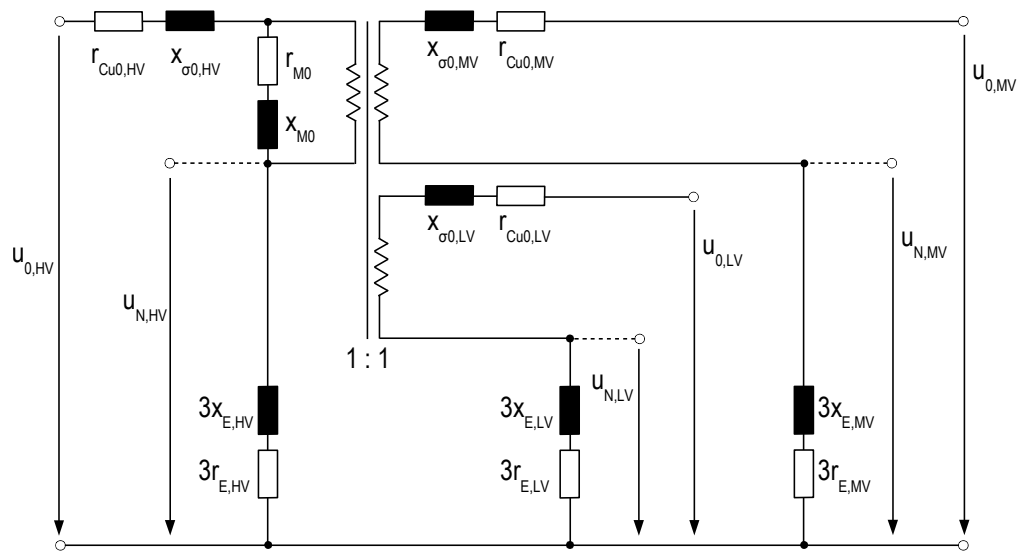 r_Cu0,HV
x_σ0,HV
r_M0
x_M0
x_σ0,MV
r_Cu0,MV
u_0,MV
x_σ0,LV
r_Cu0,LV
u_0,HV
u_N,HV
u_0,LV
u_N,MV
1 : 1
u_N,LV
3x_E,HV
3x_E,LV
3x_E,MV
3r_E,HV
3r_E,LV
3r_E,MV